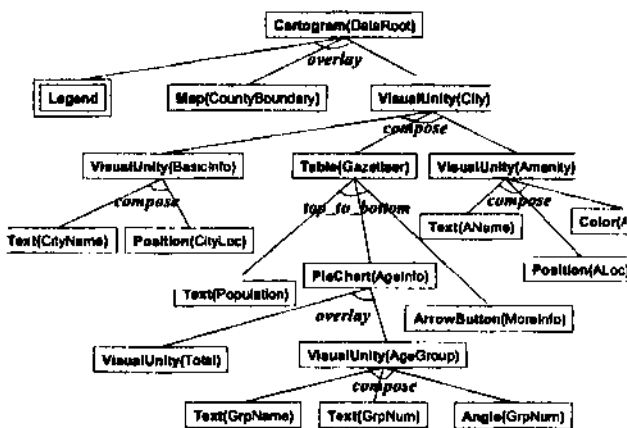 Cartogram(DataRoot)
overlay
Legend
Map(CountyBoundary)
VisualUnity(City)
compose
VisualUnity(BasicInfo)
Table(Gazetteer)
VisualUnity(Amenity)
compose
top_to_bottom
compose
Text(CityName)
Position(CityLoc)
Text(AName)
Color(A
Position(ALoc)
Text(Population)
PieChart(AgeInfo)
ArrowButton(MoreInfo)
overlay
VisualUnity(Total)
VisualUnity(AgeGroup)
compose
Text(GrpName)
Text(GrpNum)
Angle(GrpNum)